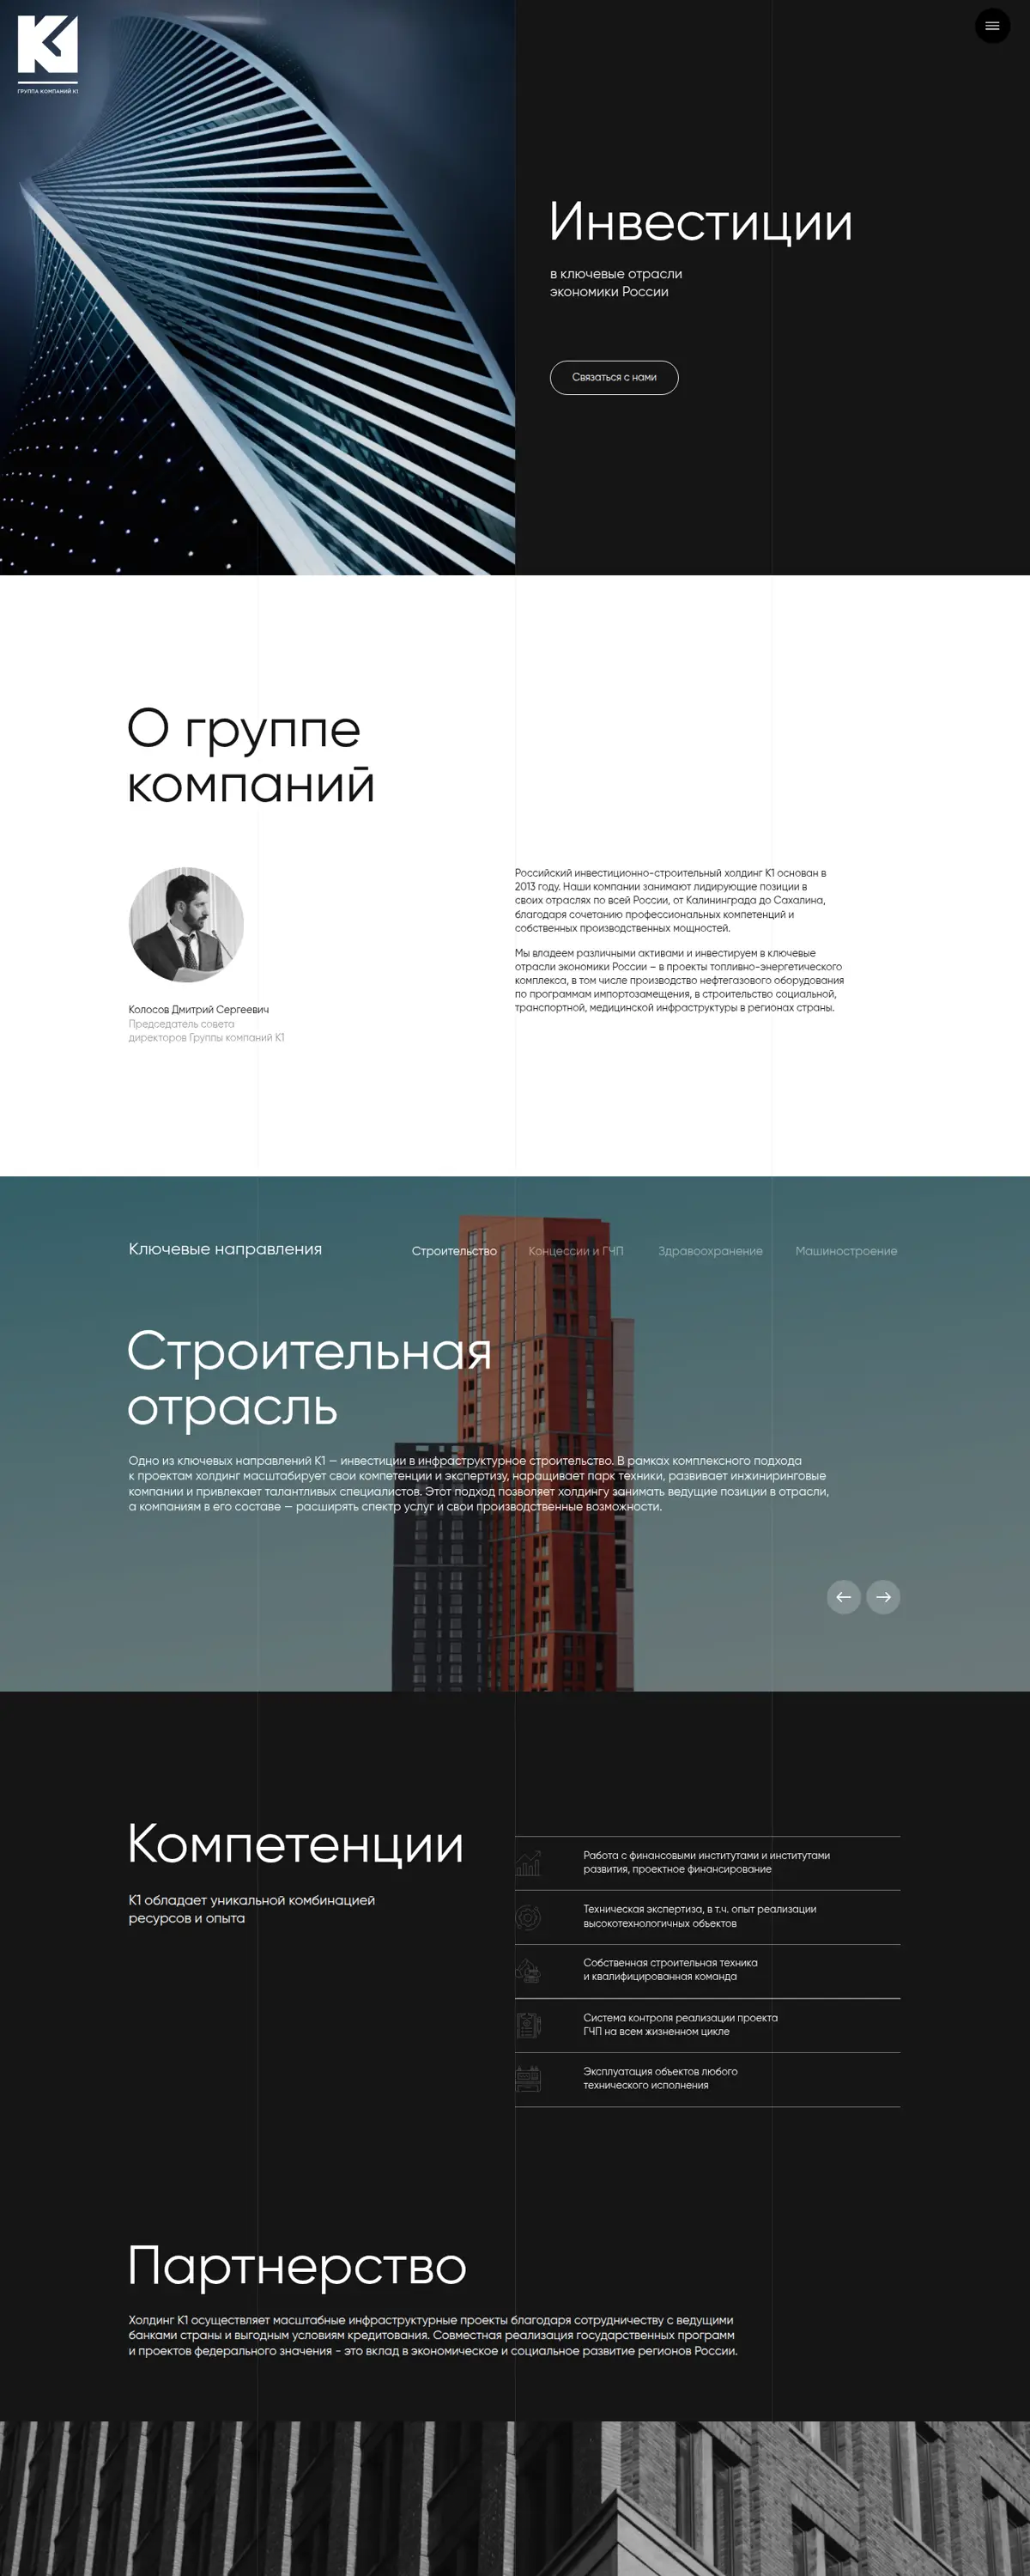 К1
ГРУППА КОМПАНИЙ К1
Инвестиции
в ключевые отрасли
экономики России
Связаться с нами
О группе
компаний
Колосов Дмитрий Сергеевич
Председатель совета
директоров Группы компаний К1
Российский инвестиционно-строительный холдинг К1 основан в
2013 году. Наши компании занимают лидирующие позиции в
своих отраслях по всей России, от Калининграда до Сахалина,
благодаря сочетанию профессиональных компетенций и
собственных производственных мощностей.
Мы владеем различными активами и инвестируем в ключевые
отрасли экономики России – в проекты топливно-энергетического
комплекса, в том числе производство нефтегазового оборудования
по программам импортозамещения, в строительство социальной,
транспортной, медицинской инфраструктуры в регионах страны.
Ключевые направления
Строительство
Концессии и ГЧП
Здравоохранение
Машиностроение
Строительная
отрасль
Одно из ключевых направлений К1 — инвестиции в инфраструктурное строительство. В рамках комплексного подхода
к проектам холдинг масштабирует свои компетенции и экспертизу, наращивает парк техники, развивает инжиниринговые
компании и привлекает талантливых специалистов. Этот подход позволяет холдингу занимать ведущие позиции в отрасли,
а компаниям в его составе — расширять спектр услуг и свои производственные возможности.
Компетенции
К1 обладает уникальной комбинацией
ресурсов и опыта
Работа с финансовыми институтами и институтами
развития, проектное финансирование
Техническая экспертиза, в т.ч. опыт реализации
высокотехнологичных объектов
Собственная строительная техника
и квалифицированная команда
Система контроля реализации проекта
ГЧП на всем жизненном цикле
Эксплуатация объектов любого
технического исполнения
Партнерство
Холдинг К1 осуществляет масштабные инфраструктурные проекты благодаря сотрудничеству с ведущими
банками страны и выгодным условиям кредитования. Совместная реализация государственных программ
и проектов федерального значения - это вклад в экономическое и социальное развитие регионов России.